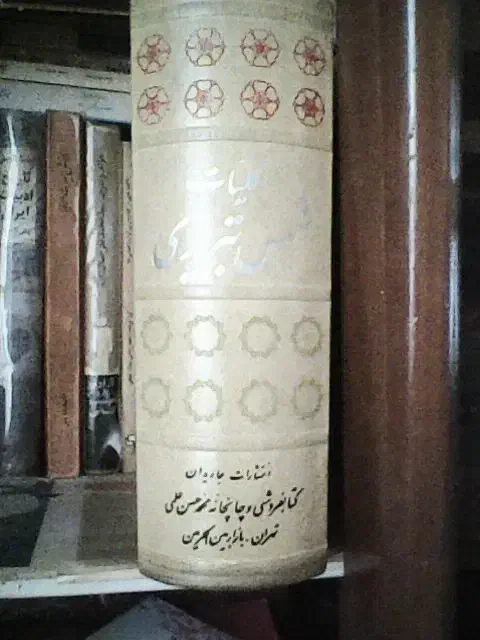 کلیات
شمس تبریزی
انتشارات جاویدان
کتابفروشی و چاپخانه محمد حسن علمی
تهران - بازار بین الحرمین